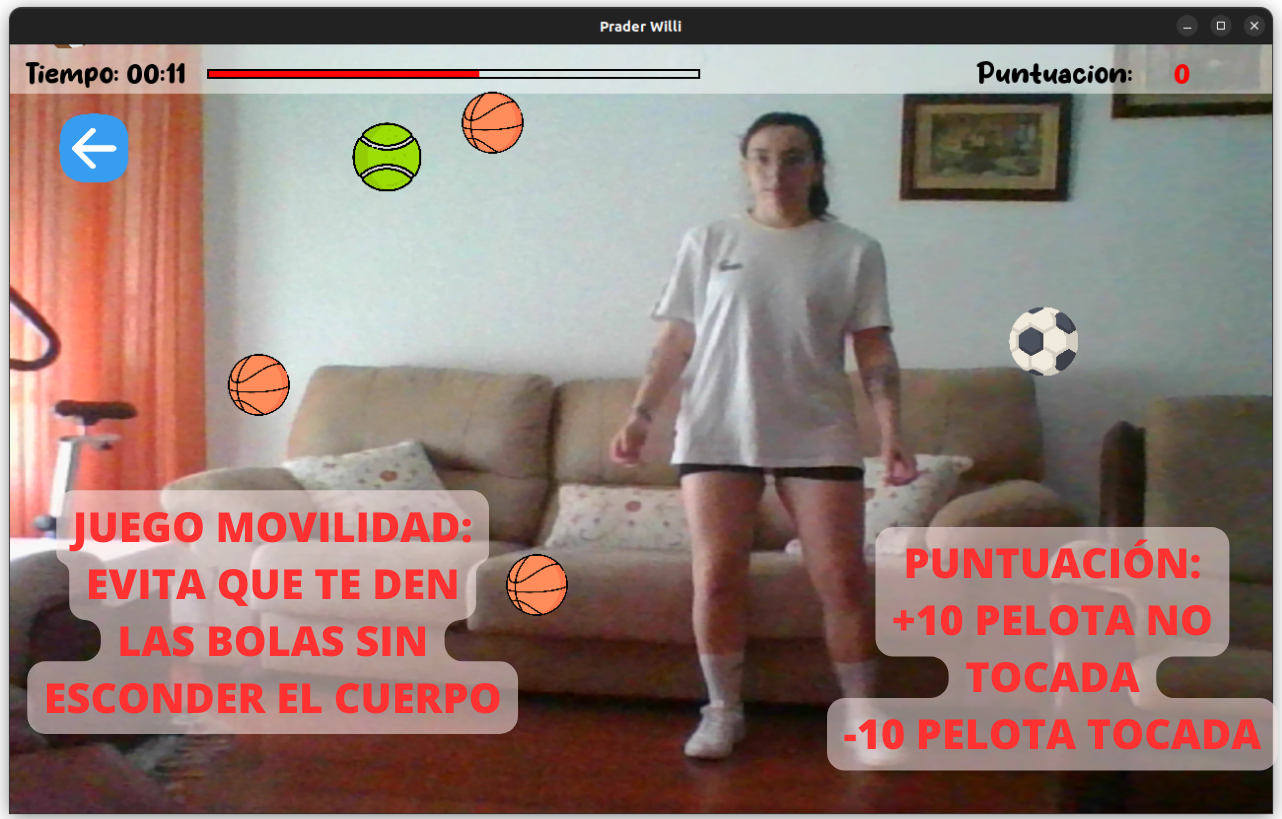 Prader Willi
Tiempo: 00:11
Puntuacion: 0
JUEGO MOVILIDAD:
EVITA QUE TE DEN
LAS BOLAS SIN
ESCONDER EL CUERPO
PUNTUACIÓN:
+10 PELOTA NO
TOCADA
-10 PELOTA TOCADA